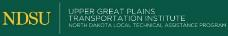 NDSU
UPPER GREAT PLAINS
TRANSPORTATION INSTITUTE
NORTH DAKOTA LOCAL TECHNICAL ASSISTANCE PROGRAM